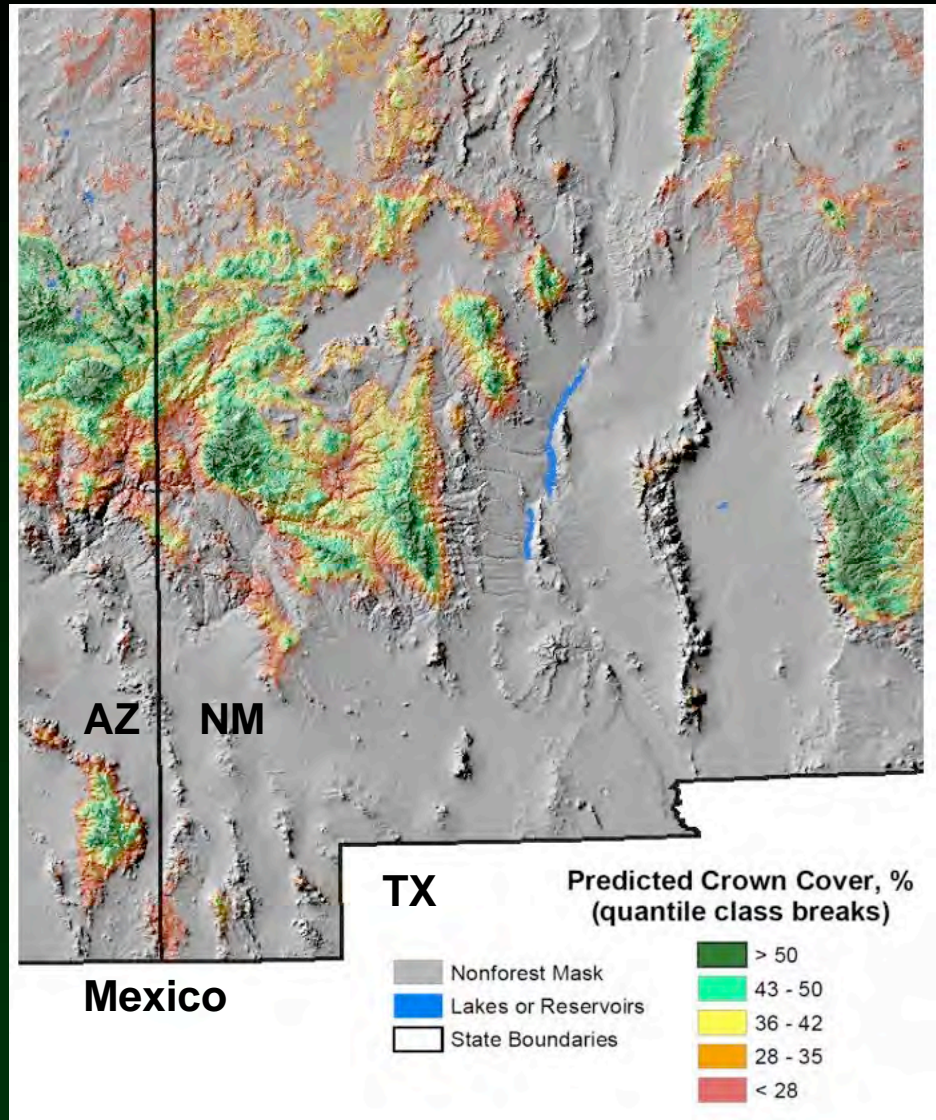 AZ NM
TX
Mexico
Predicted Crown Cover, %
(quantile class breaks)
Nonforest Mask
Lakes or Reservoirs
State Boundaries
> 50
43 - 50
36 - 42
28 - 35
< 28